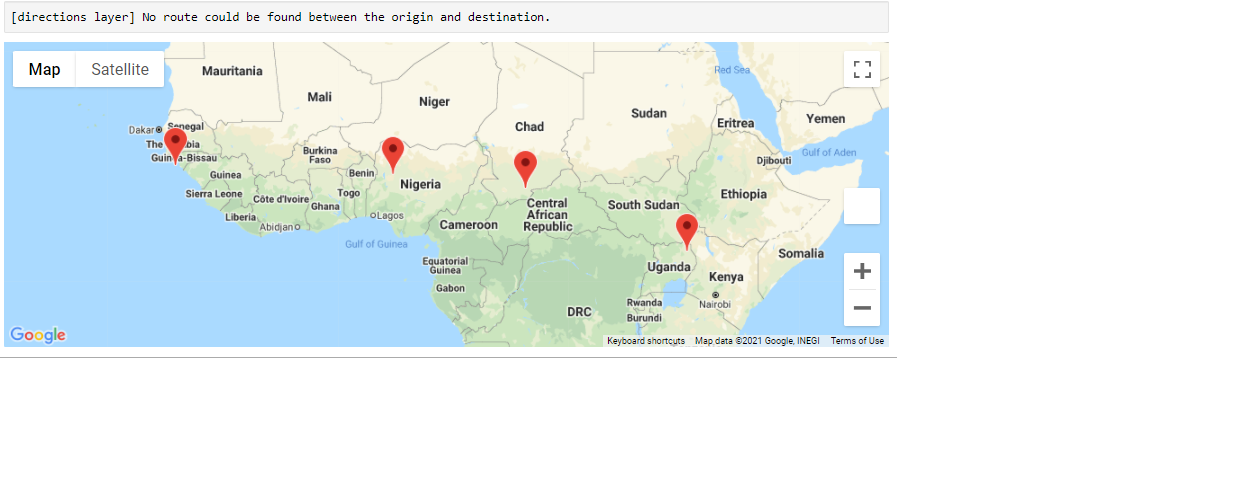 [directions layer] No route could be found between the origin and destination.
Map Satellite
Red Sea
Mauritania
Mali
Niger
Sudan
Chad
Eritrea
Yemen
Dakar
Senegal
The
bia
Gulf of Aden
Burkina
Faso
Djibouti
Guin a-Bissau
Guinea
Benin
Nigeria
Ethiopia
Sierra Leone
Côte d'Ivoire
Togo
Ghana
Central
African
Republic
South Sudan
Liberia
Abidjan
Lagos
Cameroon
Gulf of Guinea
Somalia
Equatorial
Guinea
Uganda
Kenya
Gabon
Rwanda
Nairobi
DRC
Burundi
+
−
Google
Keyboard shortcuts Map data ©2021 Google, INEGI Terms of Use